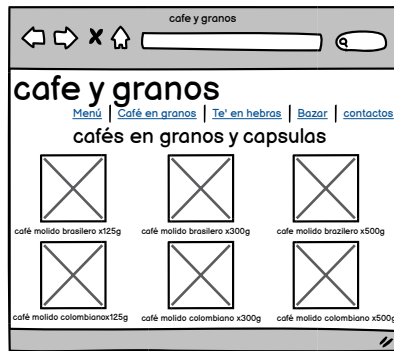 cafe y granos
cafe y granos
Menú | Café en granos | Te' en hebras | Bazar | contactos
cafés en granos y capsulas
café molido brasilero x125g café molido brasilero x300g cafe molido brazilero x500g
café molido colombianox125g café molido colombiano x300g café molido colombiano x500g